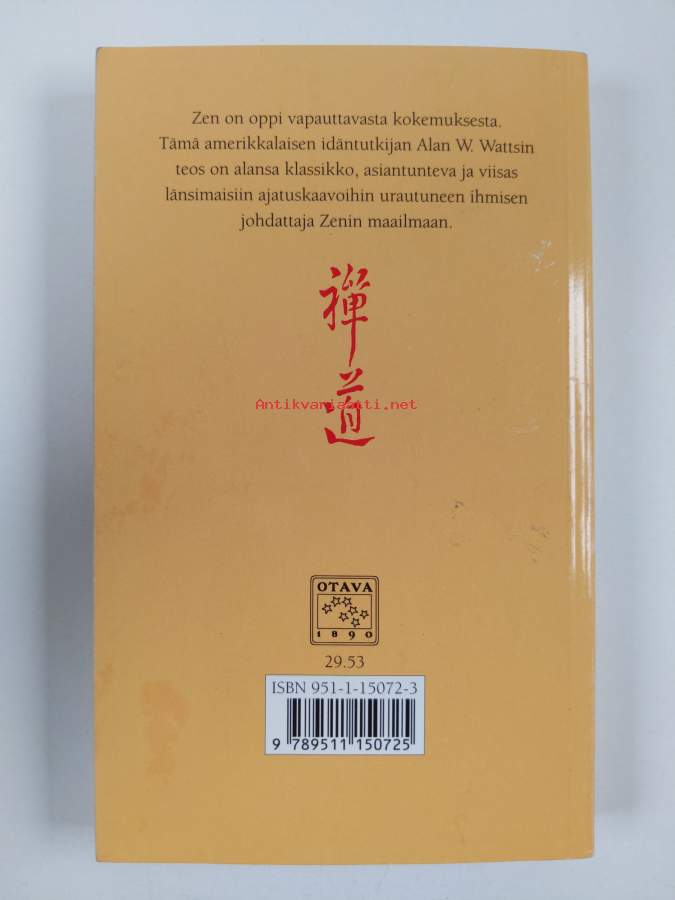 Zen on oppi vapauttavasta kokemuksesta.
Tämä amerikkalaisen idäntutkijan Alan W. Wattsin
teos on alansa klassikko, asiantunteva ja viisas
länsimaisiin ajatuskaavoihin urautuneen ihmisen
johdattaja Zenin maailmaan.
禅
道
Antikvariaatti.net
OTAVA
1890
29.53
ISBN 951-1-15072-3
9 789511 150725